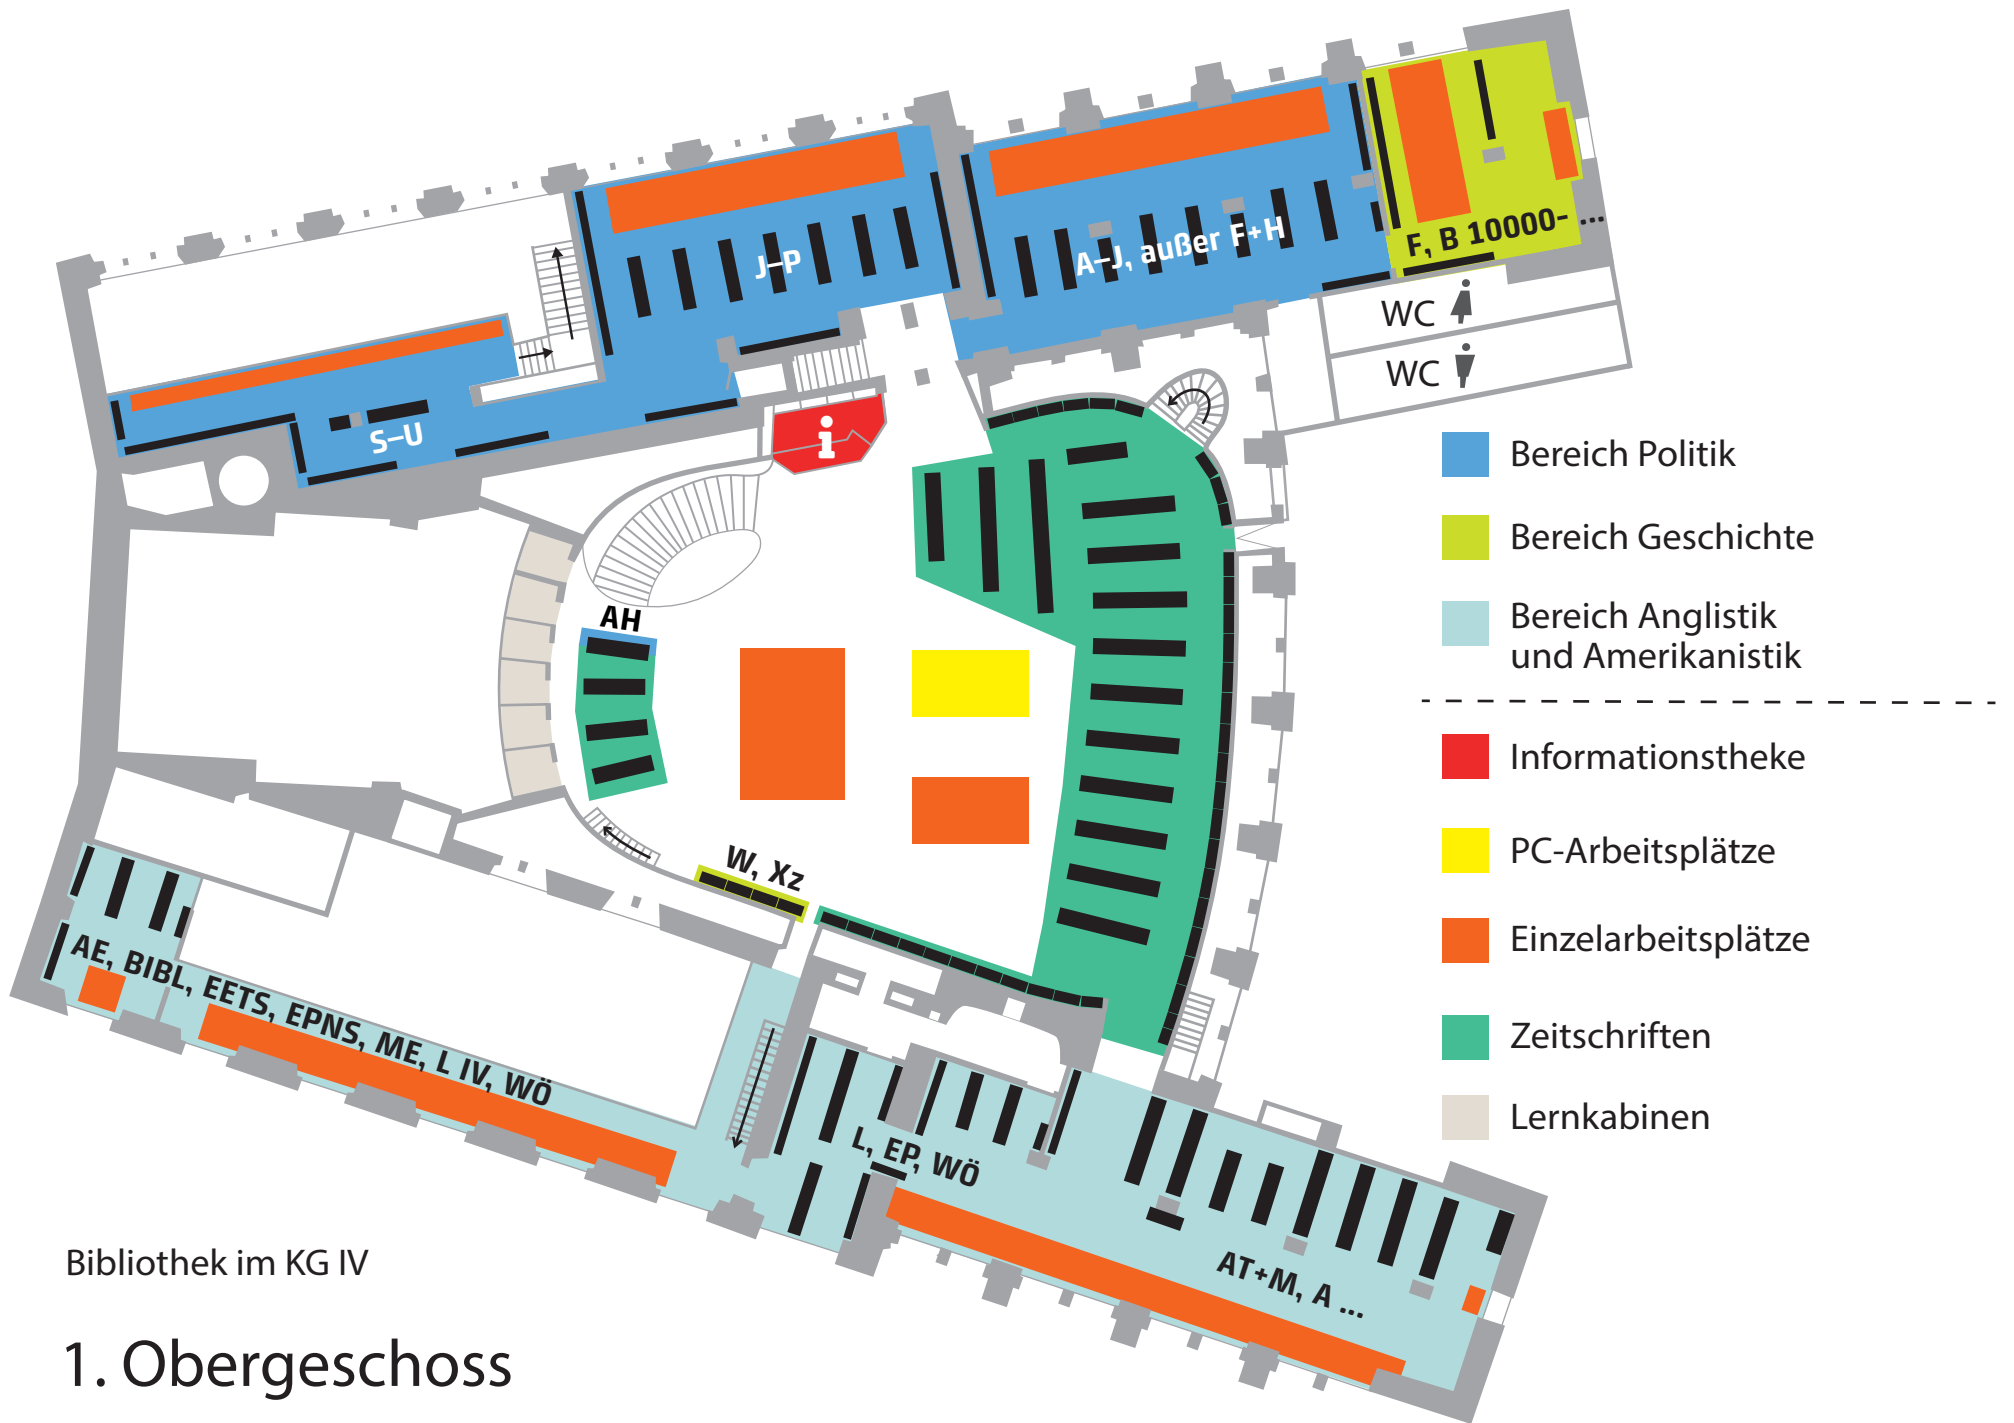 F, B 10000- ...
A–J, außer F+H
J–P
WC
WC
S–U
i
AH
W, Xz
AE, BIBL, EETS, EPNS, ME, L IV, WÖ
L, EP, WÖ
AT+M, A ...
Bereich Politik
Bereich Geschichte
Bereich Anglistik
und Amerikanistik
Informationstheke
PC-Arbeitsplätze
Einzelarbeitsplätze
Zeitschriften
Lernkabinen
Bibliothek im KG IV
1. Obergeschoss